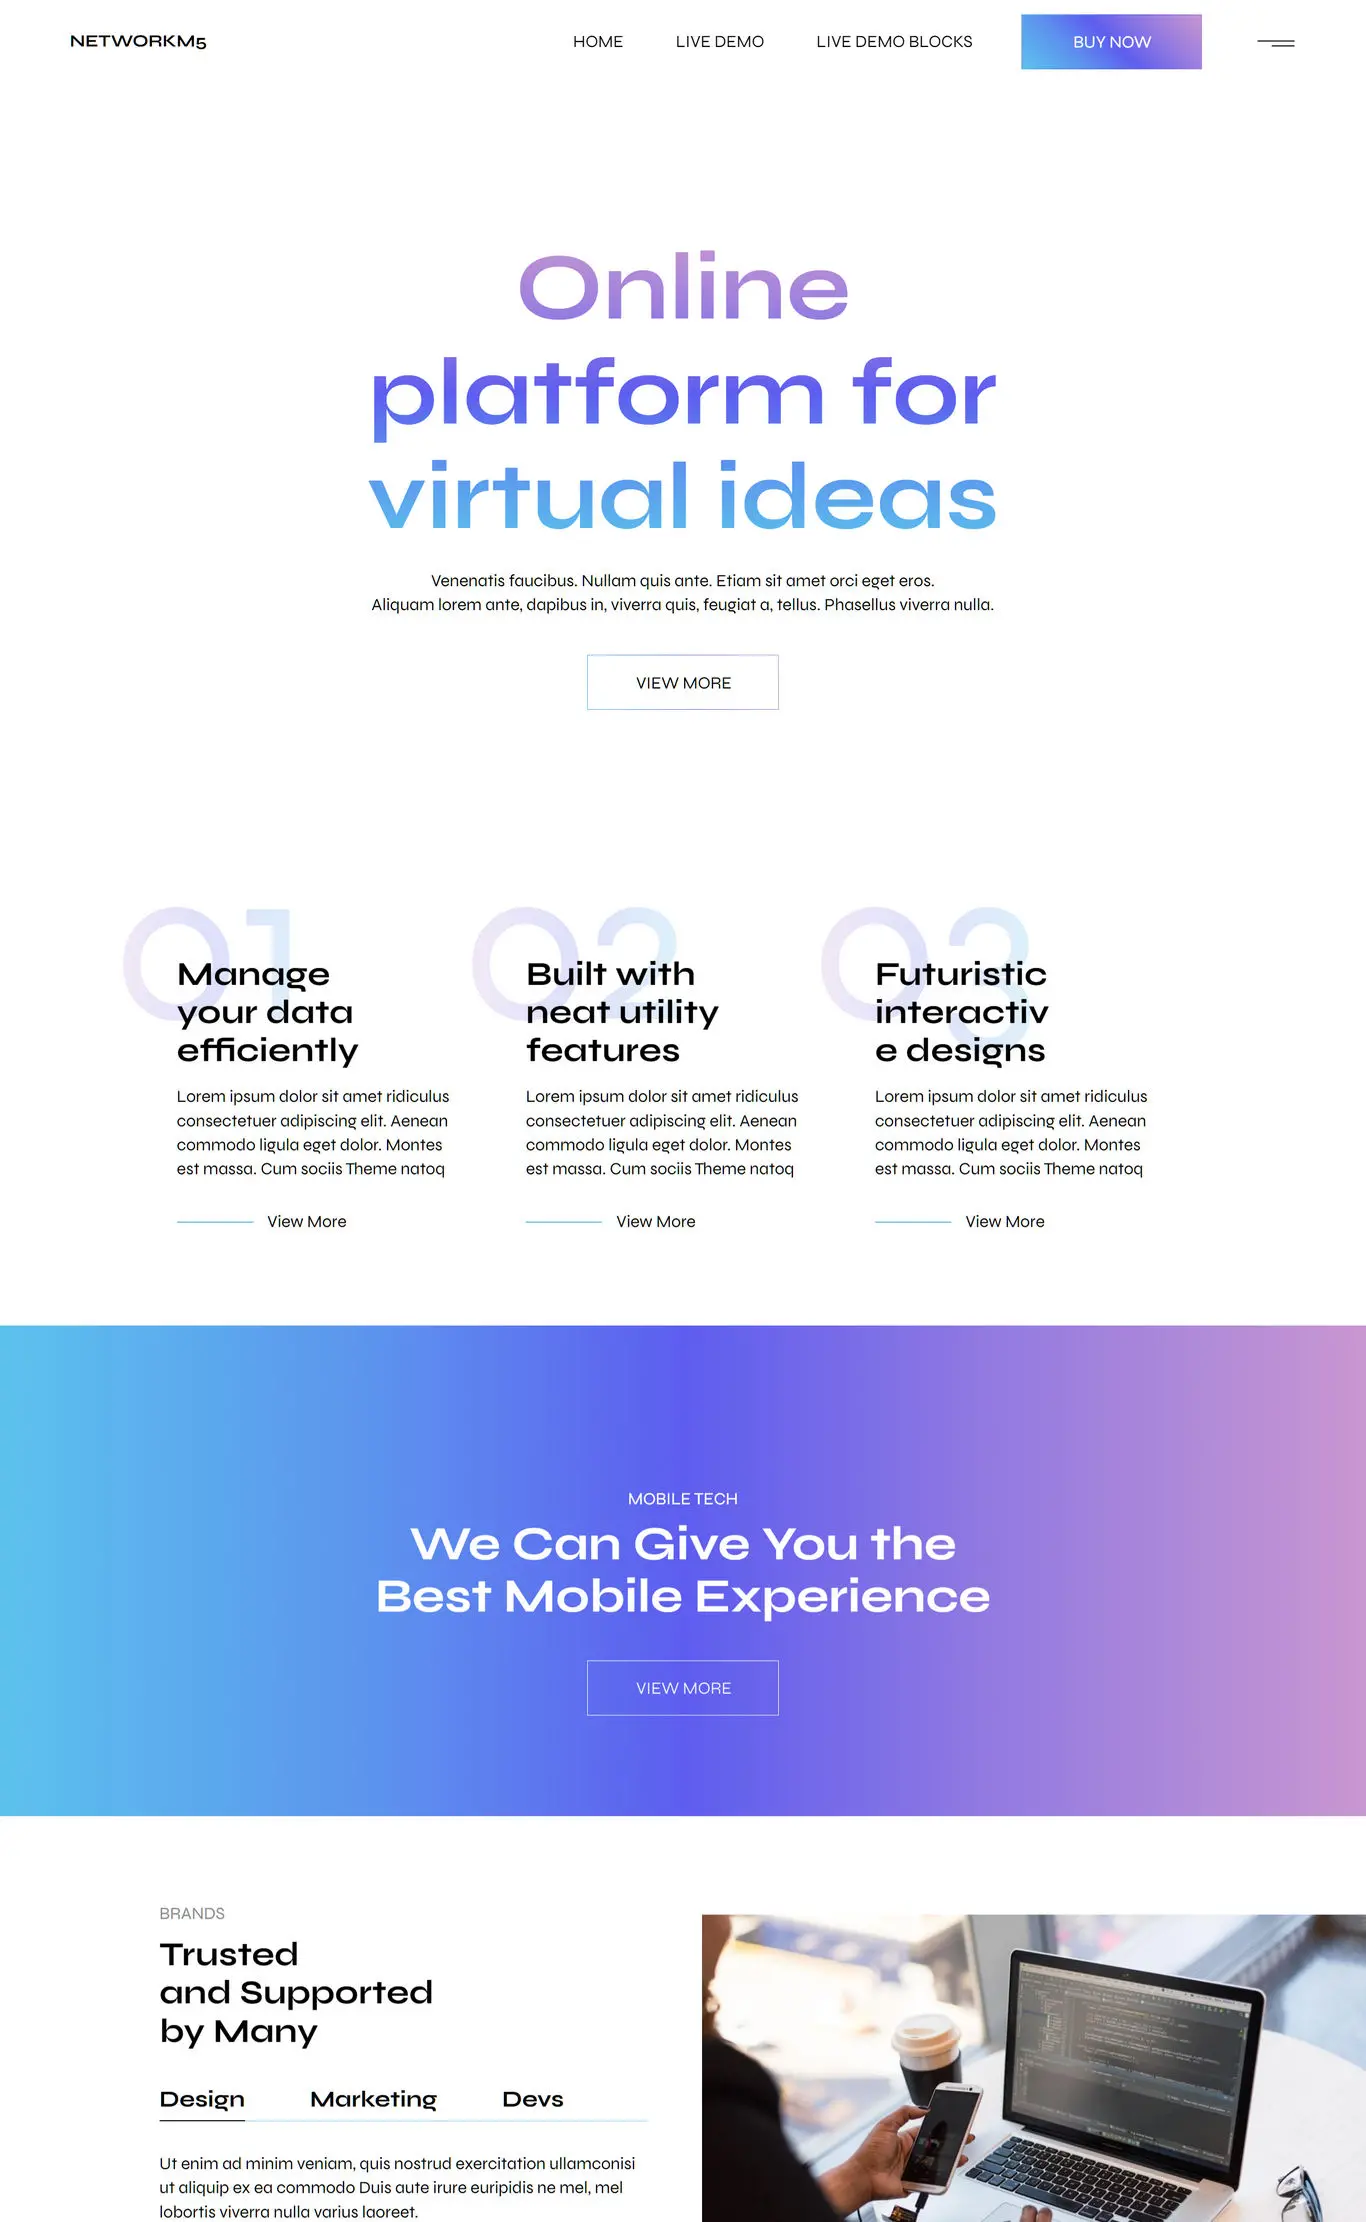 NETWORKM5
HOME
LIVE DEMO
LIVE DEMO BLOCKS
BUY NOW
Online
platform for
virtual ideas
Venenatis faucibus. Nullam quis ante. Etiam sit amet orci eget eros.
Aliquam lorem ante, dapibus in, viverra quis, feugiat a, tellus. Phasellus viverra nulla.
VIEW MORE
01
Manage
your data
efficiently
Lorem ipsum dolor sit amet ridiculus
consectetuer adipiscing elit. Aenean
commodo ligula eget dolor. Montes
est massa. Cum sociis Theme natoq
View More
02
Built with
neat utility
features
Lorem ipsum dolor sit amet ridiculus
consectetuer adipiscing elit. Aenean
commodo ligula eget dolor. Montes
est massa. Cum sociis Theme natoq
View More
03
Futuristic
interactiv
e designs
Lorem ipsum dolor sit amet ridiculus
consectetuer adipiscing elit. Aenean
commodo ligula eget dolor. Montes
est massa. Cum sociis Theme natoq
View More
MOBILE TECH
We Can Give You the
Best Mobile Experience
VIEW MORE
BRANDS
Trusted
and Supported
by Many
Design
Marketing
Devs
Ut enim ad minim veniam, quis nostrud exercitation ullamconisi
ut aliquip ex ea commodo Duis aute irure euripidis ne mel, mel
lobortis viverra nulla varius laoreet.